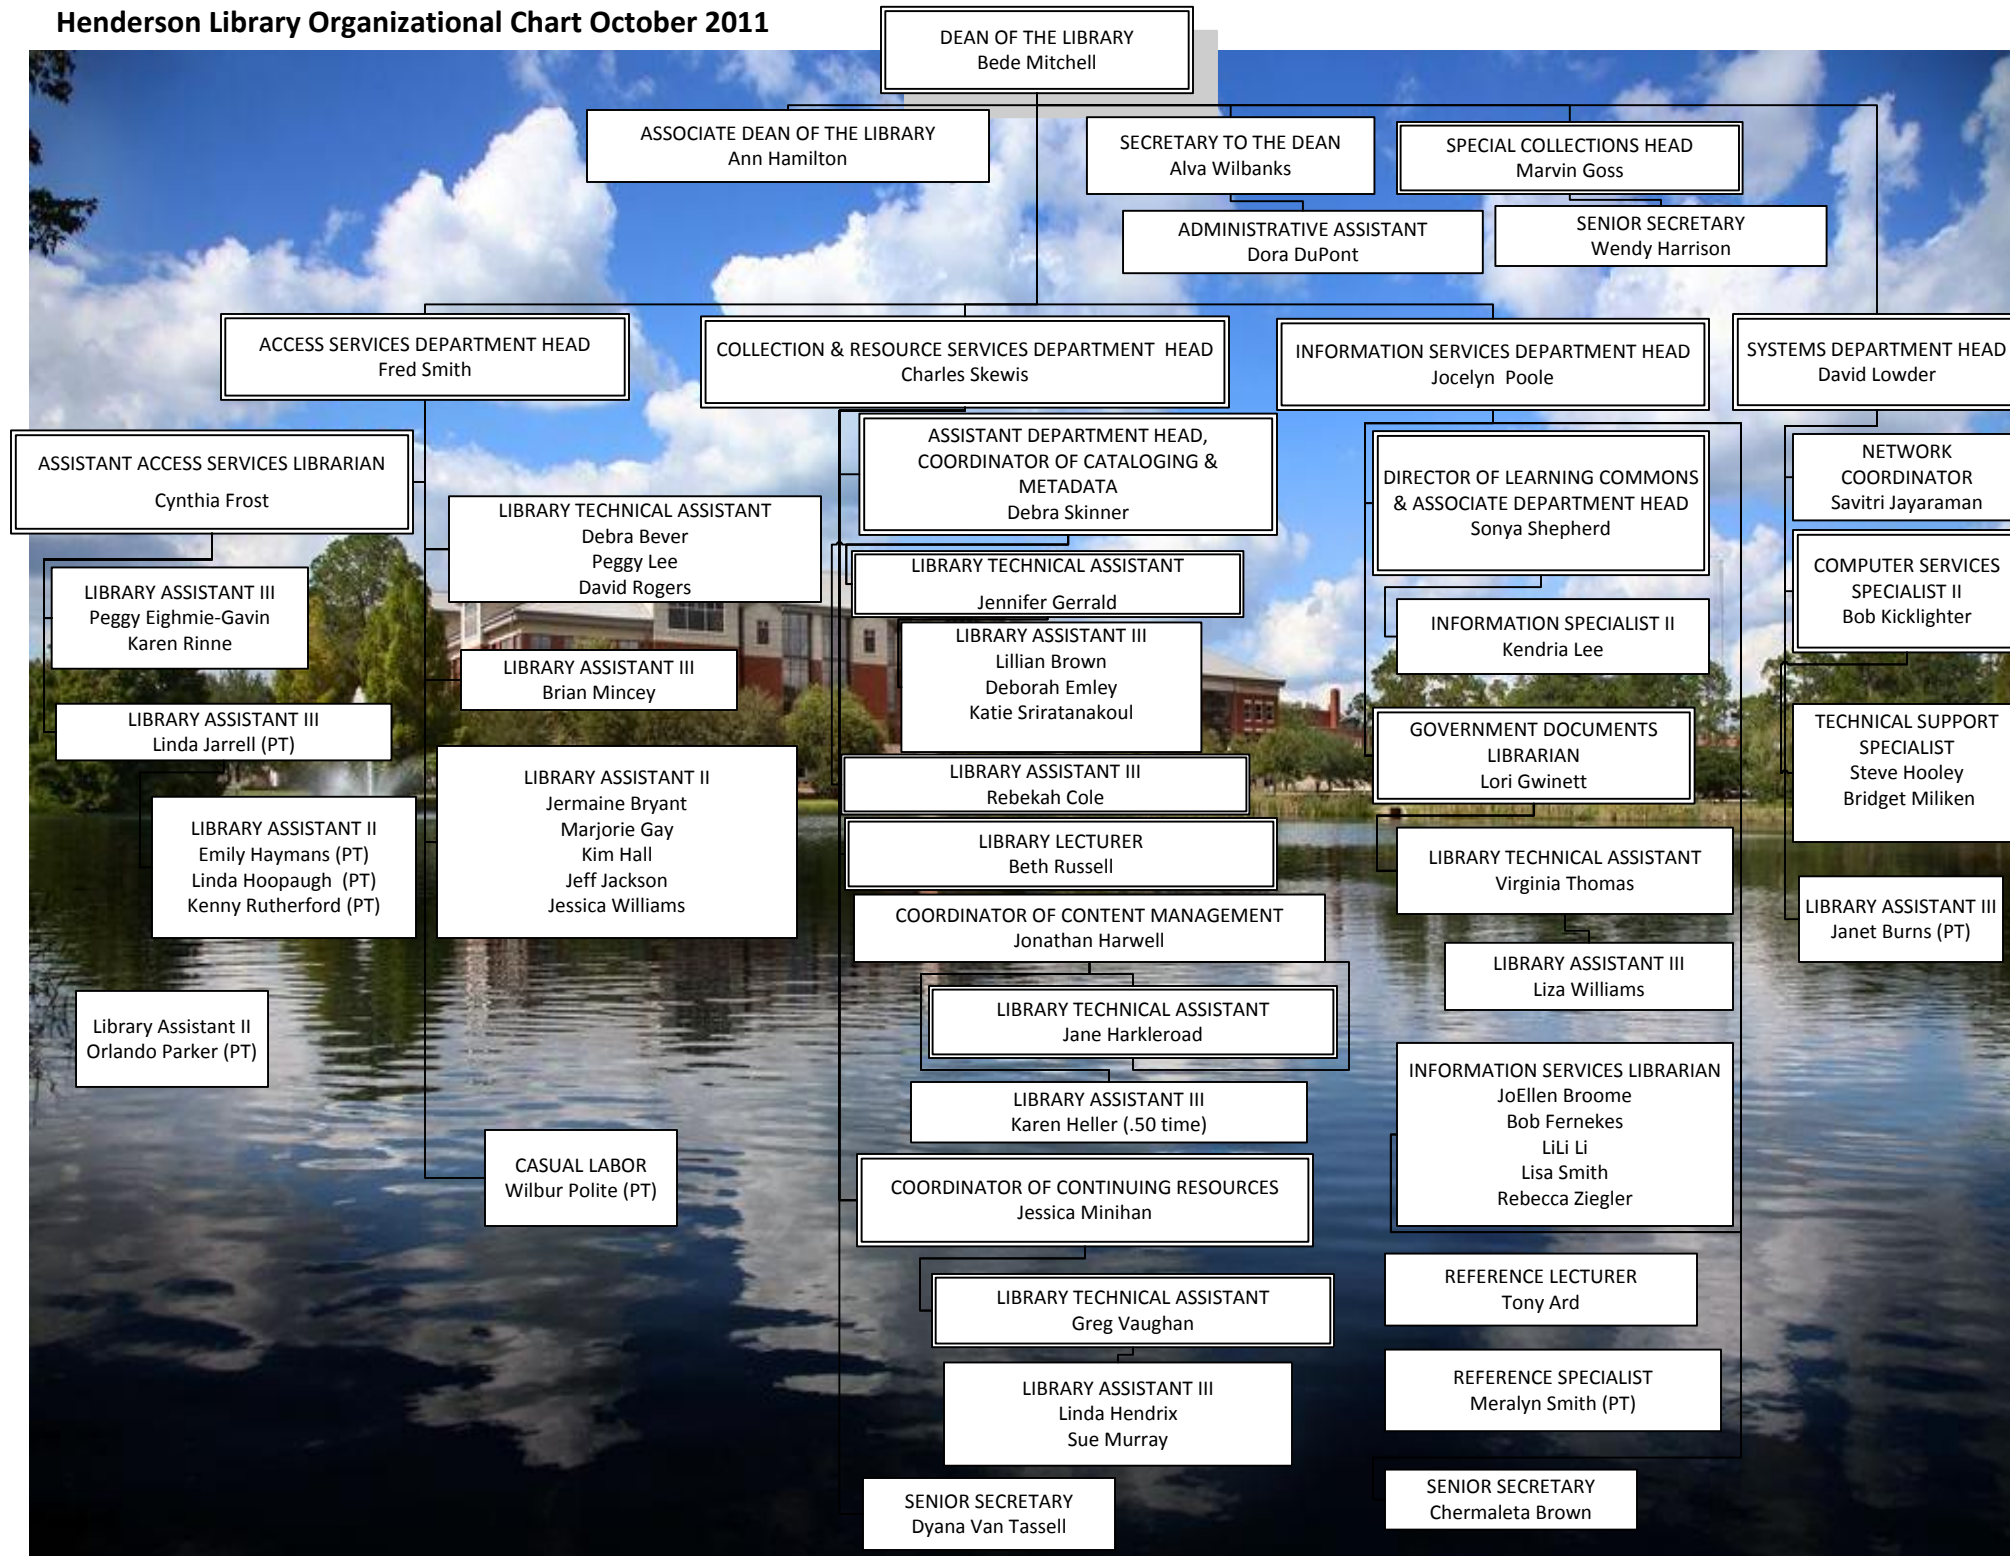 Henderson Library Organizational Chart October 2011
DEAN OF THE LIBRARY
Bede Mitchell
ASSOCIATE DEAN OF THE LIBRARY
Ann Hamilton
SECRETARY TO THE DEAN
Alva Wilbanks
SPECIAL COLLECTIONS HEAD
Marvin Goss
ADMINISTRATIVE ASSISTANT
Dora DuPont
SENIOR SECRETARY
Wendy Harrison
ACCESS SERVICES DEPARTMENT HEAD
Fred Smith
COLLECTION & RESOURCE SERVICES DEPARTMENT HEAD
Charles Skewis
INFORMATION SERVICES DEPARTMENT HEAD
Jocelyn Poole
SYSTEMS DEPARTMENT HEAD
David Lowder
ASSISTANT ACCESS SERVICES LIBRARIAN
Cynthia Frost
LIBRARY ASSISTANT III
Peggy Eighmie-Gavin
Karen Rinne
LIBRARY ASSISTANT III
Linda Jarrell (PT)
LIBRARY ASSISTANT II
Emily Haymans (PT)
Linda Hoopaugh (PT)
Kenny Rutherford (PT)
Library Assistant II
Orlando Parker (PT)
LIBRARY TECHNICAL ASSISTANT
Debra Bever
Peggy Lee
David Rogers
LIBRARY ASSISTANT III
Brian Mincey
LIBRARY ASSISTANT II
Jermaine Bryant
Marjorie Gay
Kim Hall
Jeff Jackson
Jessica Williams
CASUAL LABOR
Wilbur Polite (PT)
ASSISTANT DEPARTMENT HEAD,
COORDINATOR OF CATALOGING &
METADATA
Debra Skinner
LIBRARY TECHNICAL ASSISTANT
Jennifer Gerrald
LIBRARY ASSISTANT III
Lillian Brown
Deborah Emley
Katie Sriratanakoul
LIBRARY ASSISTANT III
Rebekah Cole
LIBRARY LECTURER
Beth Russell
COORDINATOR OF CONTENT MANAGEMENT
Jonathan Harwell
LIBRARY TECHNICAL ASSISTANT
Jane Harkleroad
LIBRARY ASSISTANT III
Karen Heller (.50 time)
COORDINATOR OF CONTINUING RESOURCES
Jessica Minihan
LIBRARY TECHNICAL ASSISTANT
Greg Vaughan
LIBRARY ASSISTANT III
Linda Hendrix
Sue Murray
SENIOR SECRETARY
Dyana Van Tassell
DIRECTOR OF LEARNING COMMONS
& ASSOCIATE DEPARTMENT HEAD
Sonya Shepherd
INFORMATION SPECIALIST II
Kendria Lee
GOVERNMENT DOCUMENTS
LIBRARIAN
Lori Gwinett
LIBRARY TECHNICAL ASSISTANT
Virginia Thomas
LIBRARY ASSISTANT III
Liza Williams
INFORMATION SERVICES LIBRARIAN
JoEllen Broome
Bob Fernekes
LiLi Li
Lisa Smith
Rebecca Ziegler
REFERENCE LECTURER
Tony Ard
REFERENCE SPECIALIST
Meralyn Smith (PT)
SENIOR SECRETARY
Chermaleta Brown
NETWORK
COORDINATOR
Savitri Jayaraman
COMPUTER SERVICES
SPECIALIST II
Bob Kicklighter
TECHNICAL SUPPORT
SPECIALIST
Steve Hooley
Bridget Miliken
LIBRARY ASSISTANT III
Janet Burns (PT)